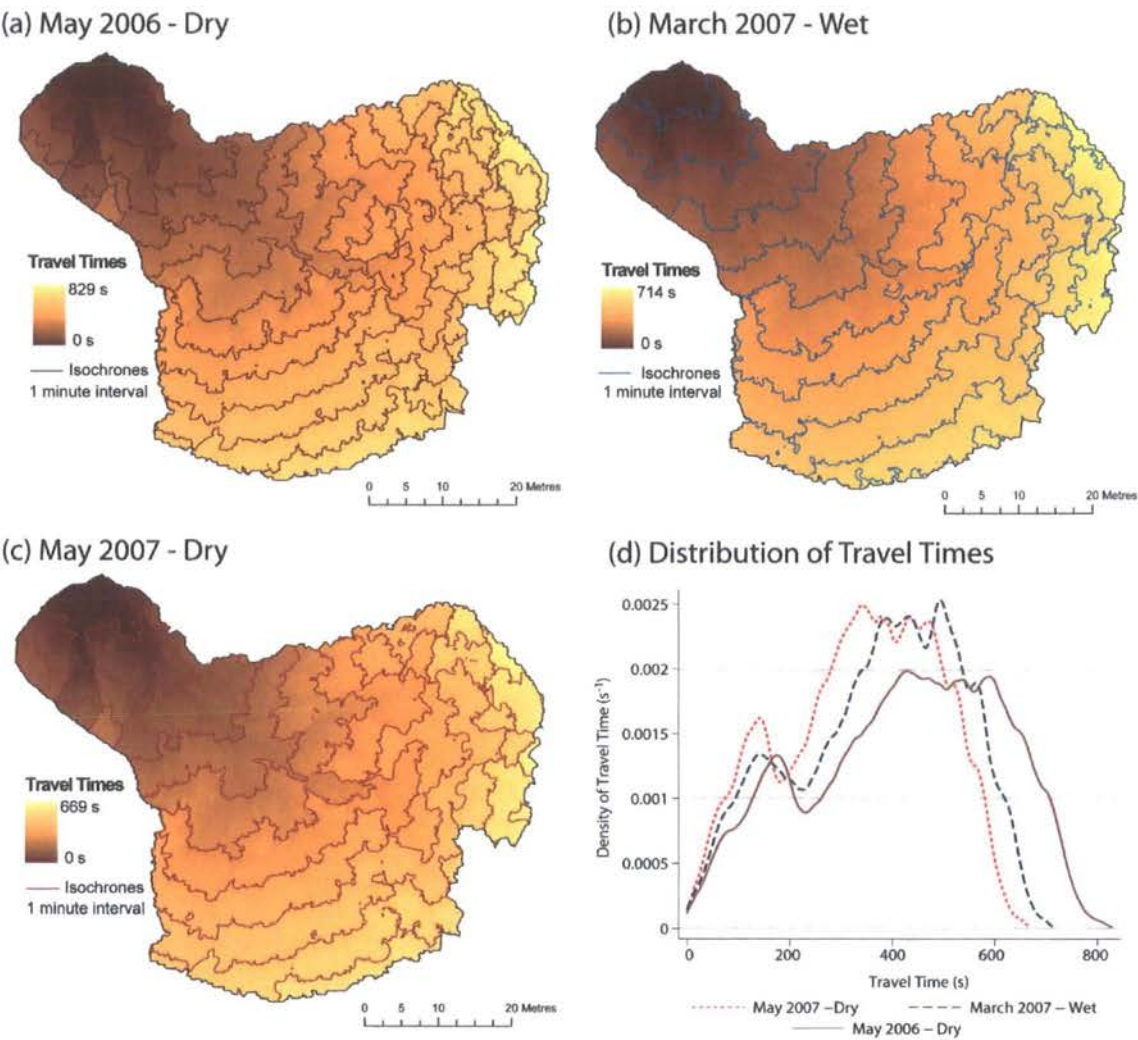 (a) May 2006 - Dry
Travel Times
829 s
0 s
Isochrones
1 minute interval
0 5 10 20 Metres
(b) March 2007 - Wet
Travel Times
714 s
0 s
Isochrones
1 minute interval
0 5 10 20 Metres
(c) May 2007 - Dry
Travel Times
669 s
0 s
Isochrones
1 minute interval
0 5 10 20 Metres
(d) Distribution of Travel Times
Density of Travel Time (s⁻¹)
0.0025
0.002
0.0015
0.001
0.0005
0
0 200 400 600 800
Travel Time (s)
May 2007 –Dry
March 2007 – Wet
May 2006 – Dry